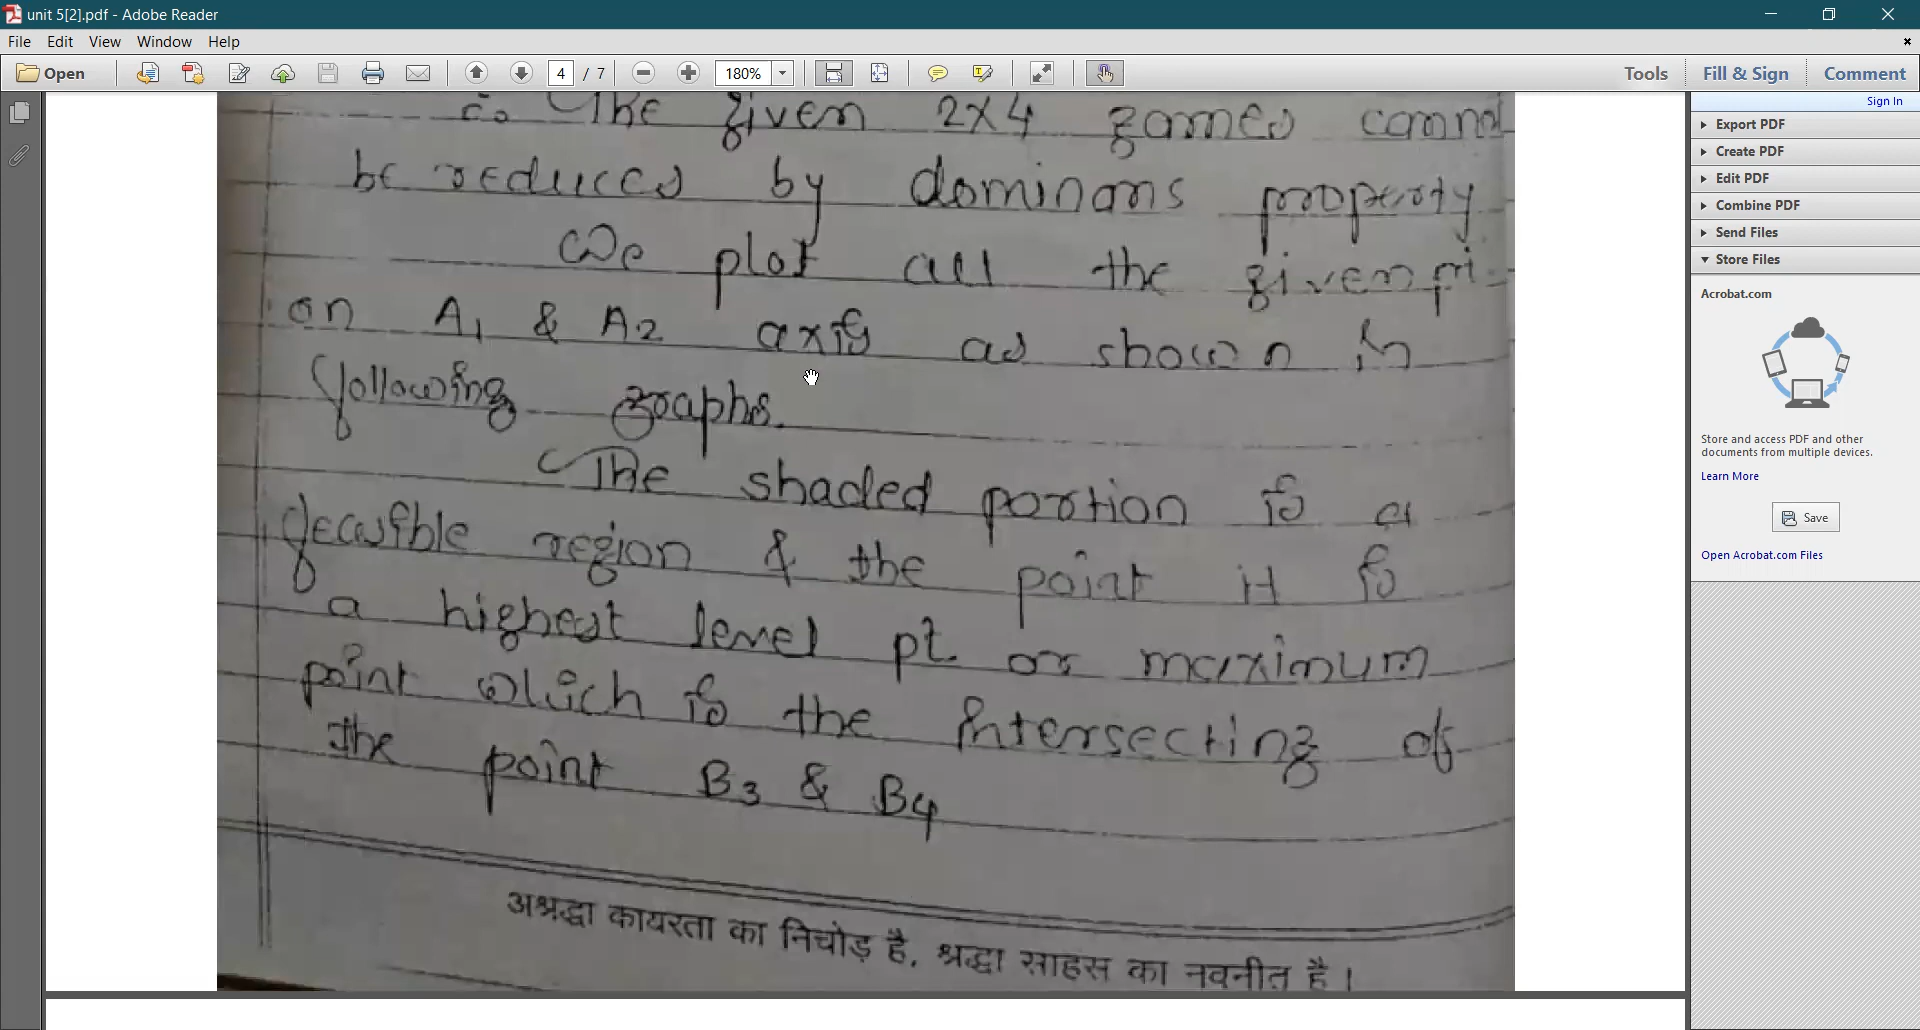 unit 5[2].pdf - Adobe Reader
File Edit View Window Help
Open 4 / 7 180% Tools Fill & Sign Comment
Sign In
Export PDF
Create PDF
Edit PDF
Combine PDF
Send Files
Store Files
Acrobat.com
Store and access PDF and other
documents from multiple devices.
Learn More
Save
Open Acrobat.com Files
The given 2x4 games
be reduced by dominans property
We plot all the given
on A1 & A2 axis as shown in
following graphs.
The shaded portion is a
feasible region & the point H is
a highest level pt. or maximum
point which is the intersecting of
the point B3 & B4
अश्रद्धा कायरता का निचोड़ है, श्रद्धा साहस का नवनीत है।